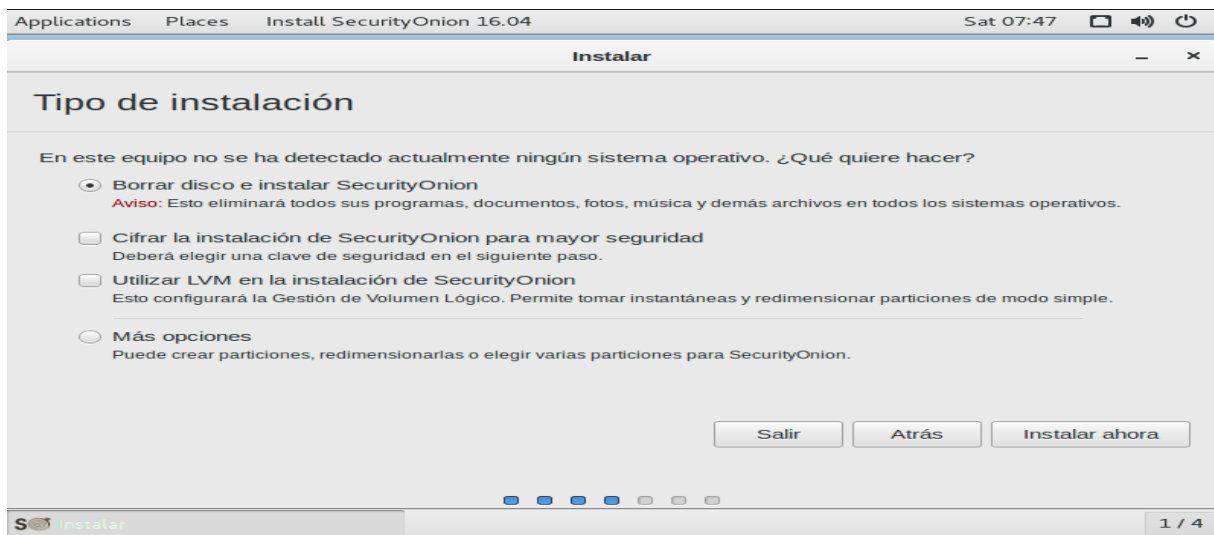 Applications Places Install SecurityOnion 16.04 Sat 07:47
Instalar
Tipo de instalación
En este equipo no se ha detectado actualmente ningún sistema operativo. ¿Qué quiere hacer?
Borrar disco e instalar SecurityOnion
Aviso: Esto eliminará todos sus programas, documentos, fotos, música y demás archivos en todos los sistemas operativos.
Cifrar la instalación de SecurityOnion para mayor seguridad
Deberá elegir una clave de seguridad en el siguiente paso.
Utilizar LVM en la instalación de SecurityOnion
Esto configurará la Gestión de Volumen Lógico. Permite tomar instantáneas y redimensionar particiones de modo simple.
Más opciones
Puede crear particiones, redimensionarlas o elegir varias particiones para SecurityOnion.
Salir Atrás Instalar ahora
S Instalar 1 / 4